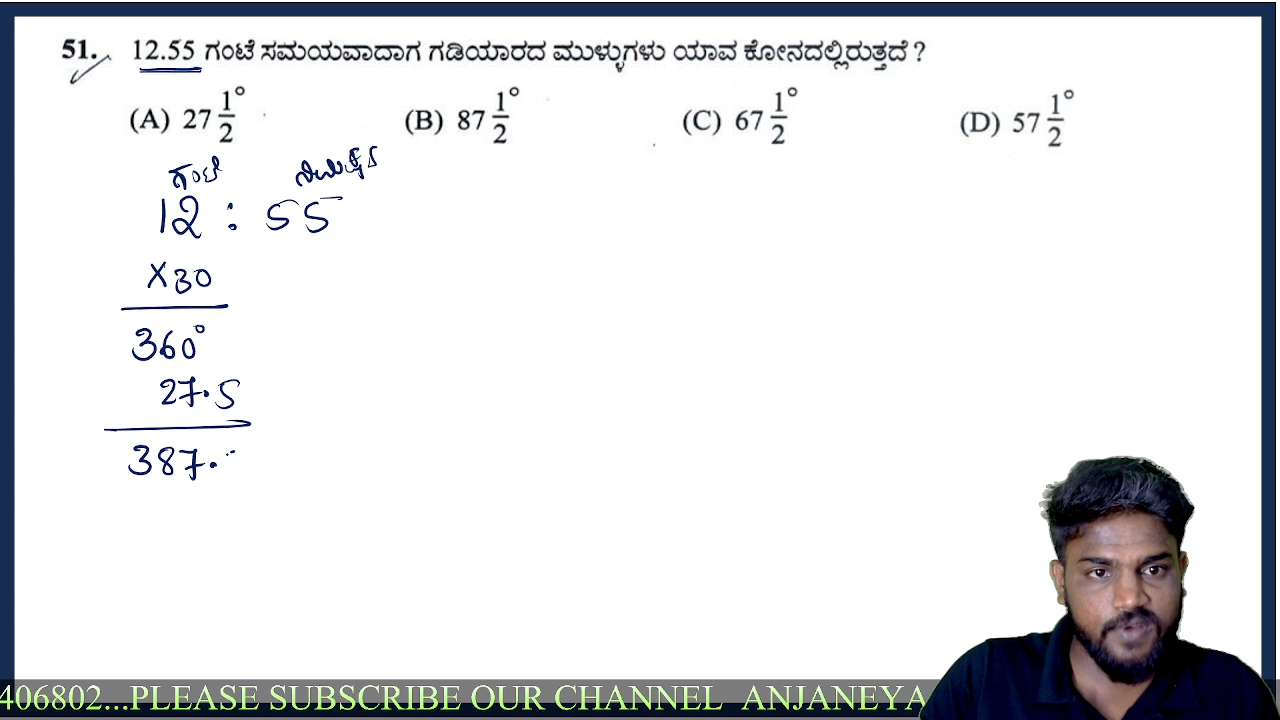 51. 12.55 ಗಂಟೆ ಸಮಯವಾದಾಗ ಗಡಿಯಾರದ ಮುಳ್ಳುಗಳು ಯಾವ ಕೋನದಲ್ಲಿರುತ್ತದೆ ?
(A) 27 1/2° (B) 87 1/2° (C) 67 1/2° (D) 57 1/2°
ಗಂಟೆ ನಿಮಿಷ
12 : 55
×30
360°
27.5
387.
406802...PLEASE SUBSCRIBE OUR CHANNEL ANJANEYA